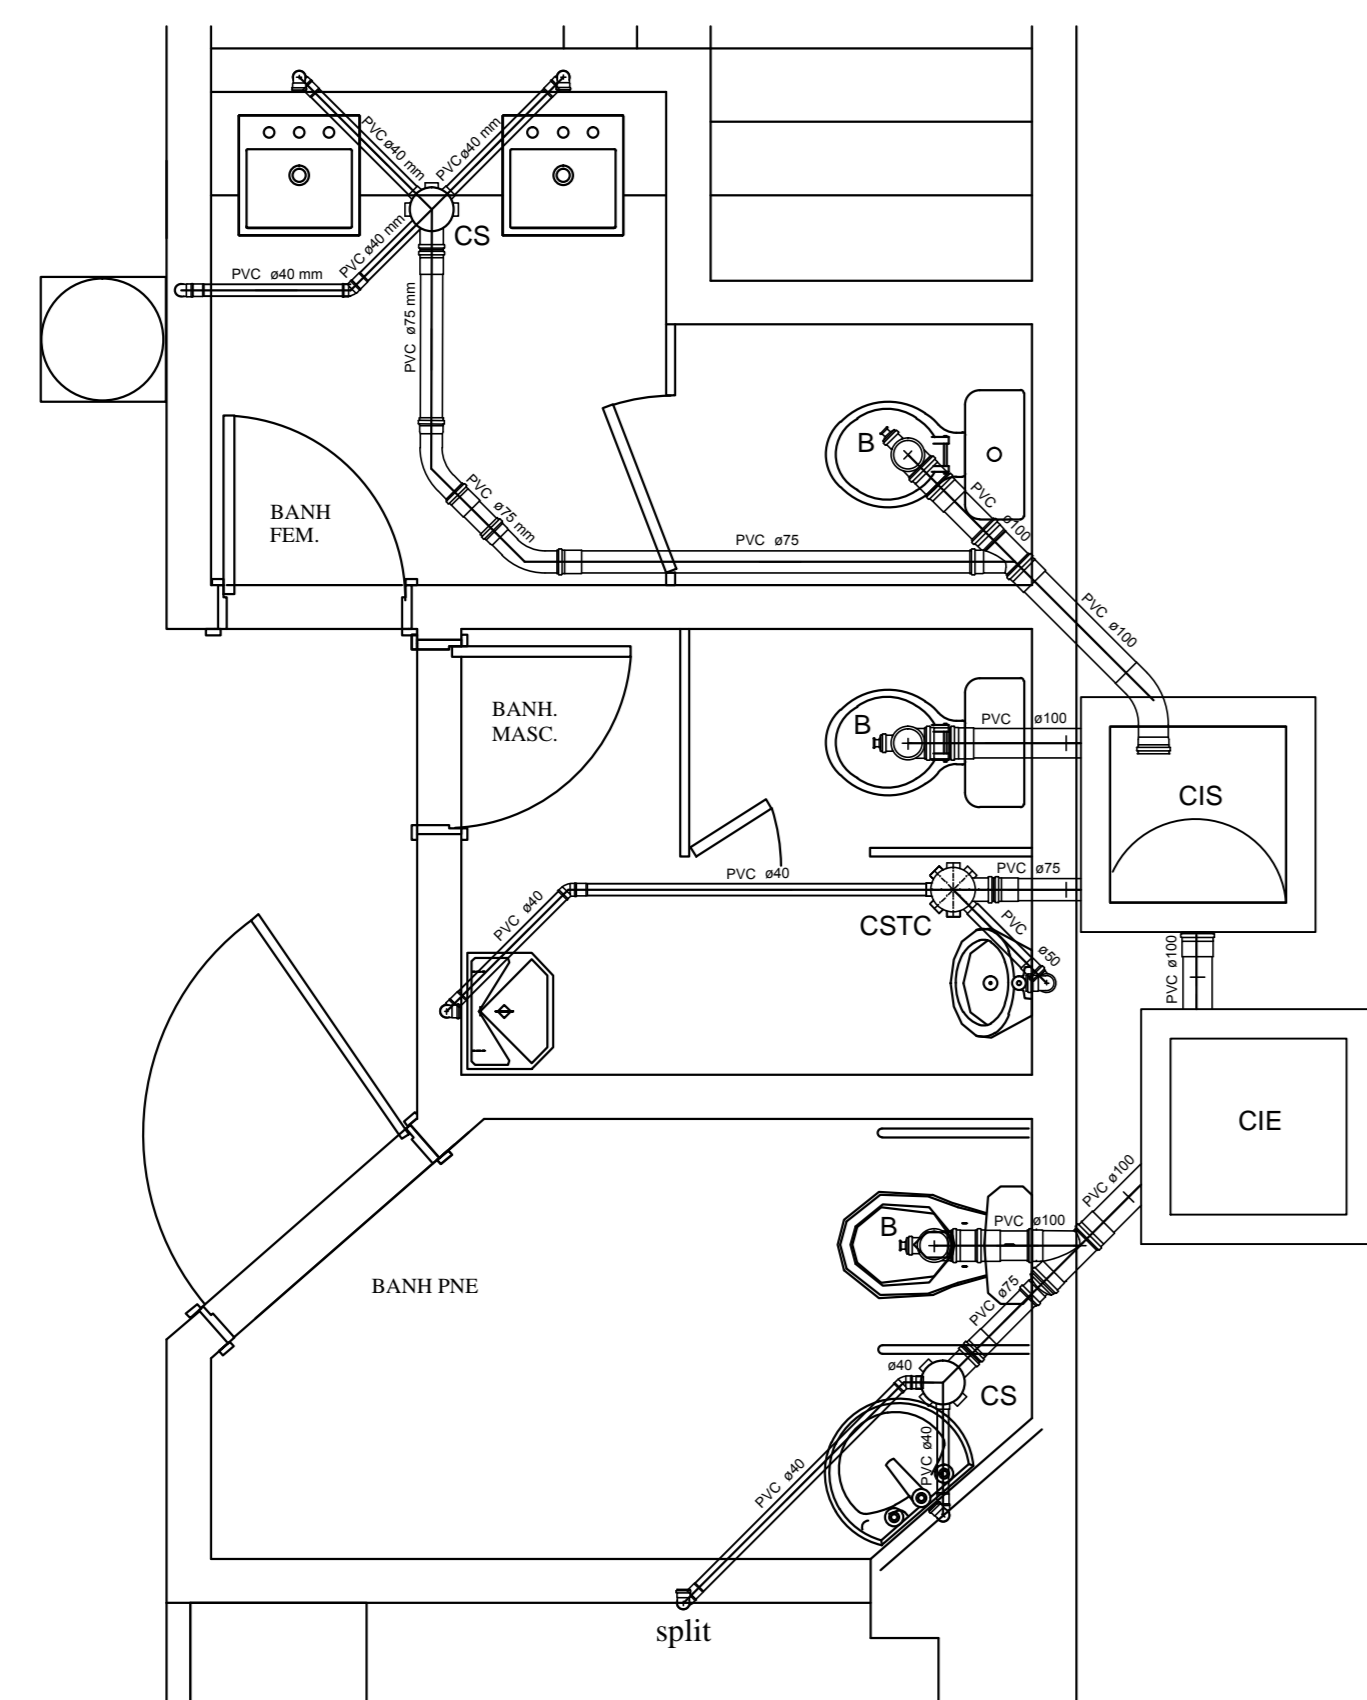 PVC ø40 mm
PVC ø40 mm
CS
PVC ø40 mm
PVC ø40 mm
PVC ø75 mm
B
BANH
FEM.
PVC ø75 mm
PVC ø100
PVC ø75
PVC ø100
BANH.
MASC.
B
PVC ø100
CIS
PVC ø40
PVC ø75
PVC ø40
CSTC
PVC ø50
PVC ø100
CIE
PVC ø100
B
PVC ø100
BANH PNE
PVC ø75
ø40
CS
PVC ø40
PVC ø40
split